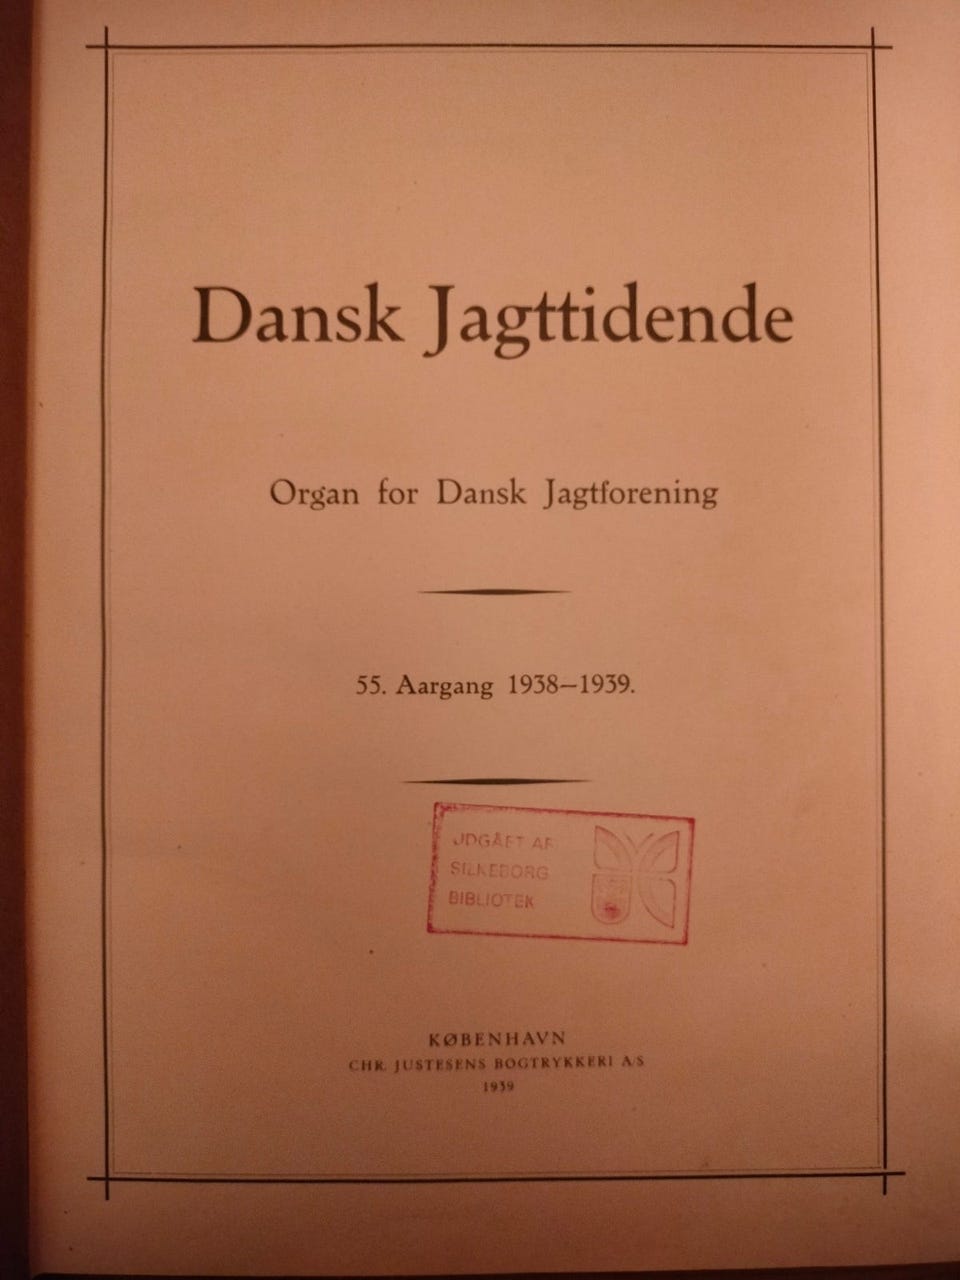 Dansk Jagttidende
Organ for Dansk Jagtforening
55. Aargang 1938–1939.
UDGÅET AF
SILKEBORG
BIBLIOTEK
KØBENHAVN
CHR. JUSTESENS BOGTRYKKERI A/S
1939